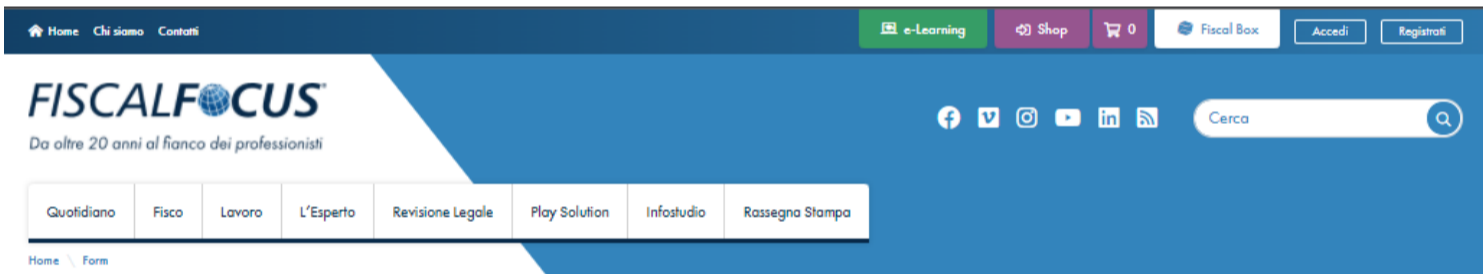 Home Chi siamo Contatti e-Learning Shop 0 Fiscal Box Accedi Registrati
FISCALFOCUS
Da oltre 20 anni al fianco dei professionisti
Cerca
Quotidiano Fisco Lavoro L'Esperto Revisione Legale Play Solution Infostudio Rassegna Stampa
Home \ Form